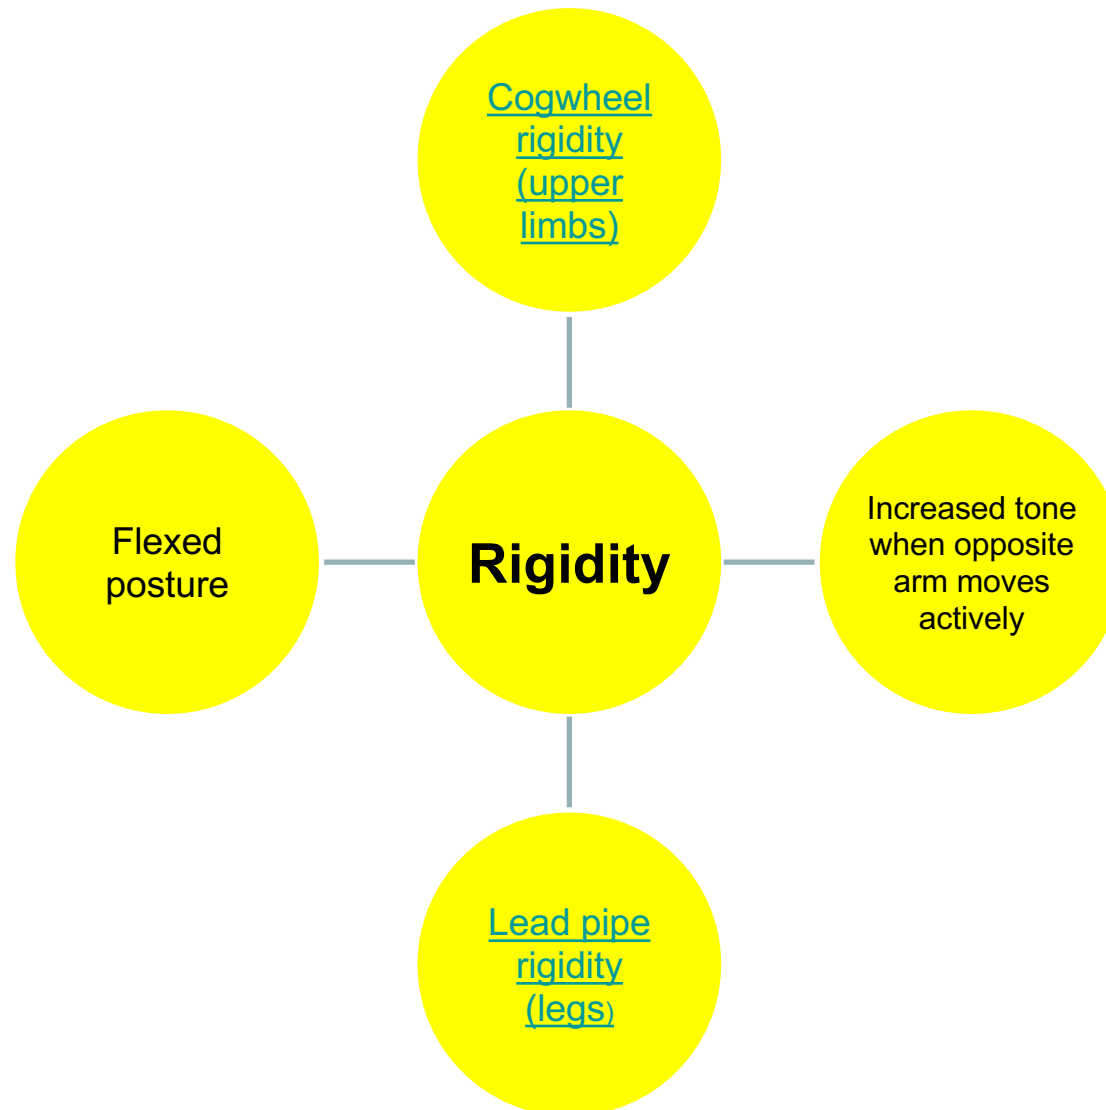 Cogwheel
rigidity
(upper
limbs)
Flexed
posture
Rigidity
Increased tone
when opposite
arm moves
actively
Lead pipe
rigidity
(legs)